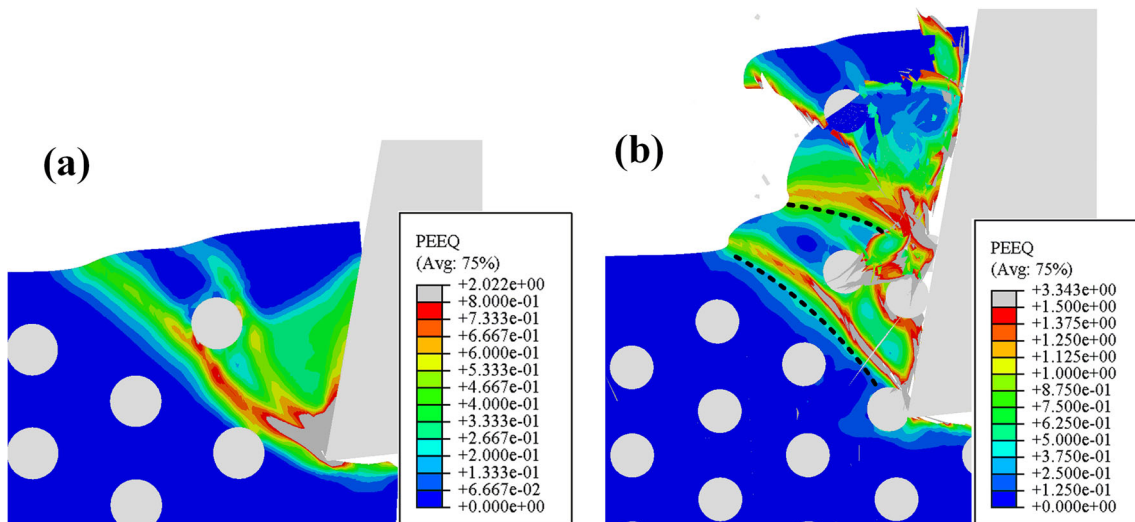 (a)
PEEQ
(Avg: 75%)
+2.022e+00
+8.000e-01
+7.333e-01
+6.667e-01
+6.000e-01
+5.333e-01
+4.667e-01
+4.000e-01
+3.333e-01
+2.667e-01
+2.000e-01
+1.333e-01
+6.667e-02
+0.000e+00
(b)
PEEQ
(Avg: 75%)
+3.343e+00
+1.500e+00
+1.375e+00
+1.250e+00
+1.125e+00
+1.000e+00
+8.750e-01
+7.500e-01
+6.250e-01
+5.000e-01
+3.750e-01
+2.500e-01
+1.250e-01
+0.000e+00